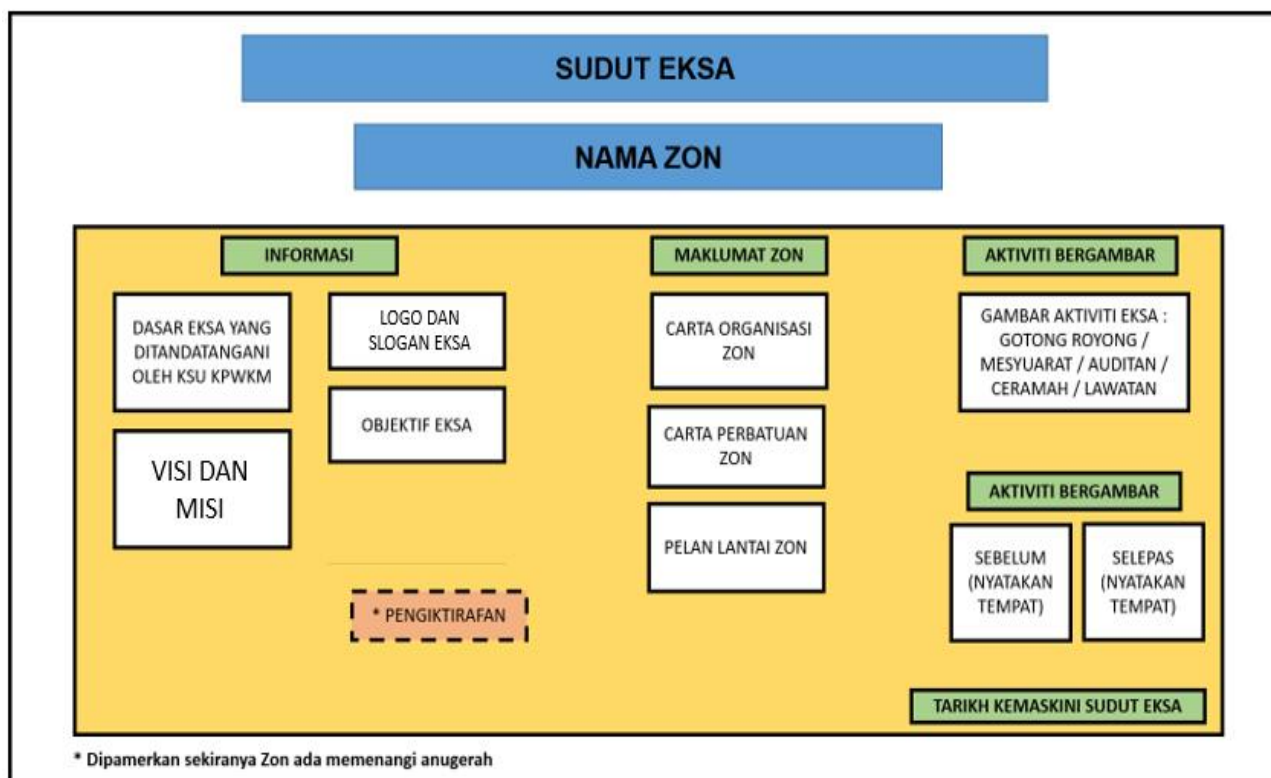 SUDUT EKSA
NAMA ZON
INFORMASI
DASAR EKSA YANG
DITANDATANGANI
OLEH KSU KPWKM
LOGO DAN
SLOGAN EKSA
VISI DAN
MISI
OBJEKTIF EKSA
* PENGIKTIRAFAN
MAKLUMAT ZON
CARTA ORGANISASI
ZON
CARTA PERBATUAN
ZON
PELAN LANTAI ZON
AKTIVITI BERGAMBAR
GAMBAR AKTIVITI EKSA :
GOTONG ROYONG /
MESYUARAT / AUDITAN /
CERAMAH / LAWATAN
AKTIVITI BERGAMBAR
SEBELUM
(NYATAKAN
TEMPAT)
SELEPAS
(NYATAKAN
TEMPAT)
TARIKH KEMASKINI SUDUT EKSA
* Dipamerkan sekiranya Zon ada memenangi anugerah